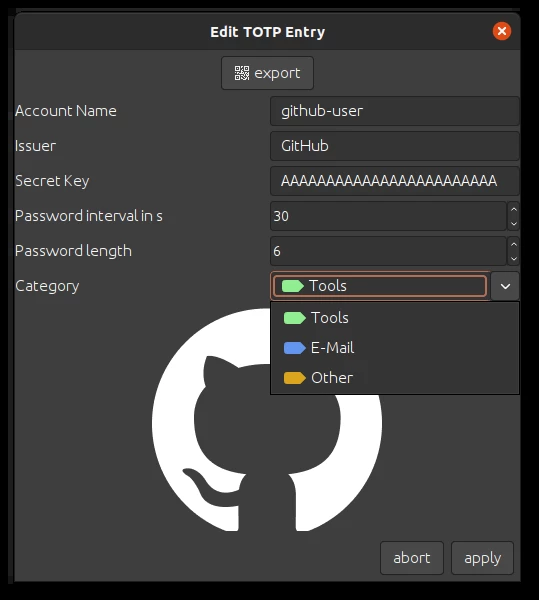 Edit TOTP Entry
export
Account Name github-user
Issuer GitHub
Secret Key AAAAAAAAAAAAAAAAAAAAAAAA
Password interval in s 30
Password length 6
Category Tools
Tools
E-Mail
Other
abort apply